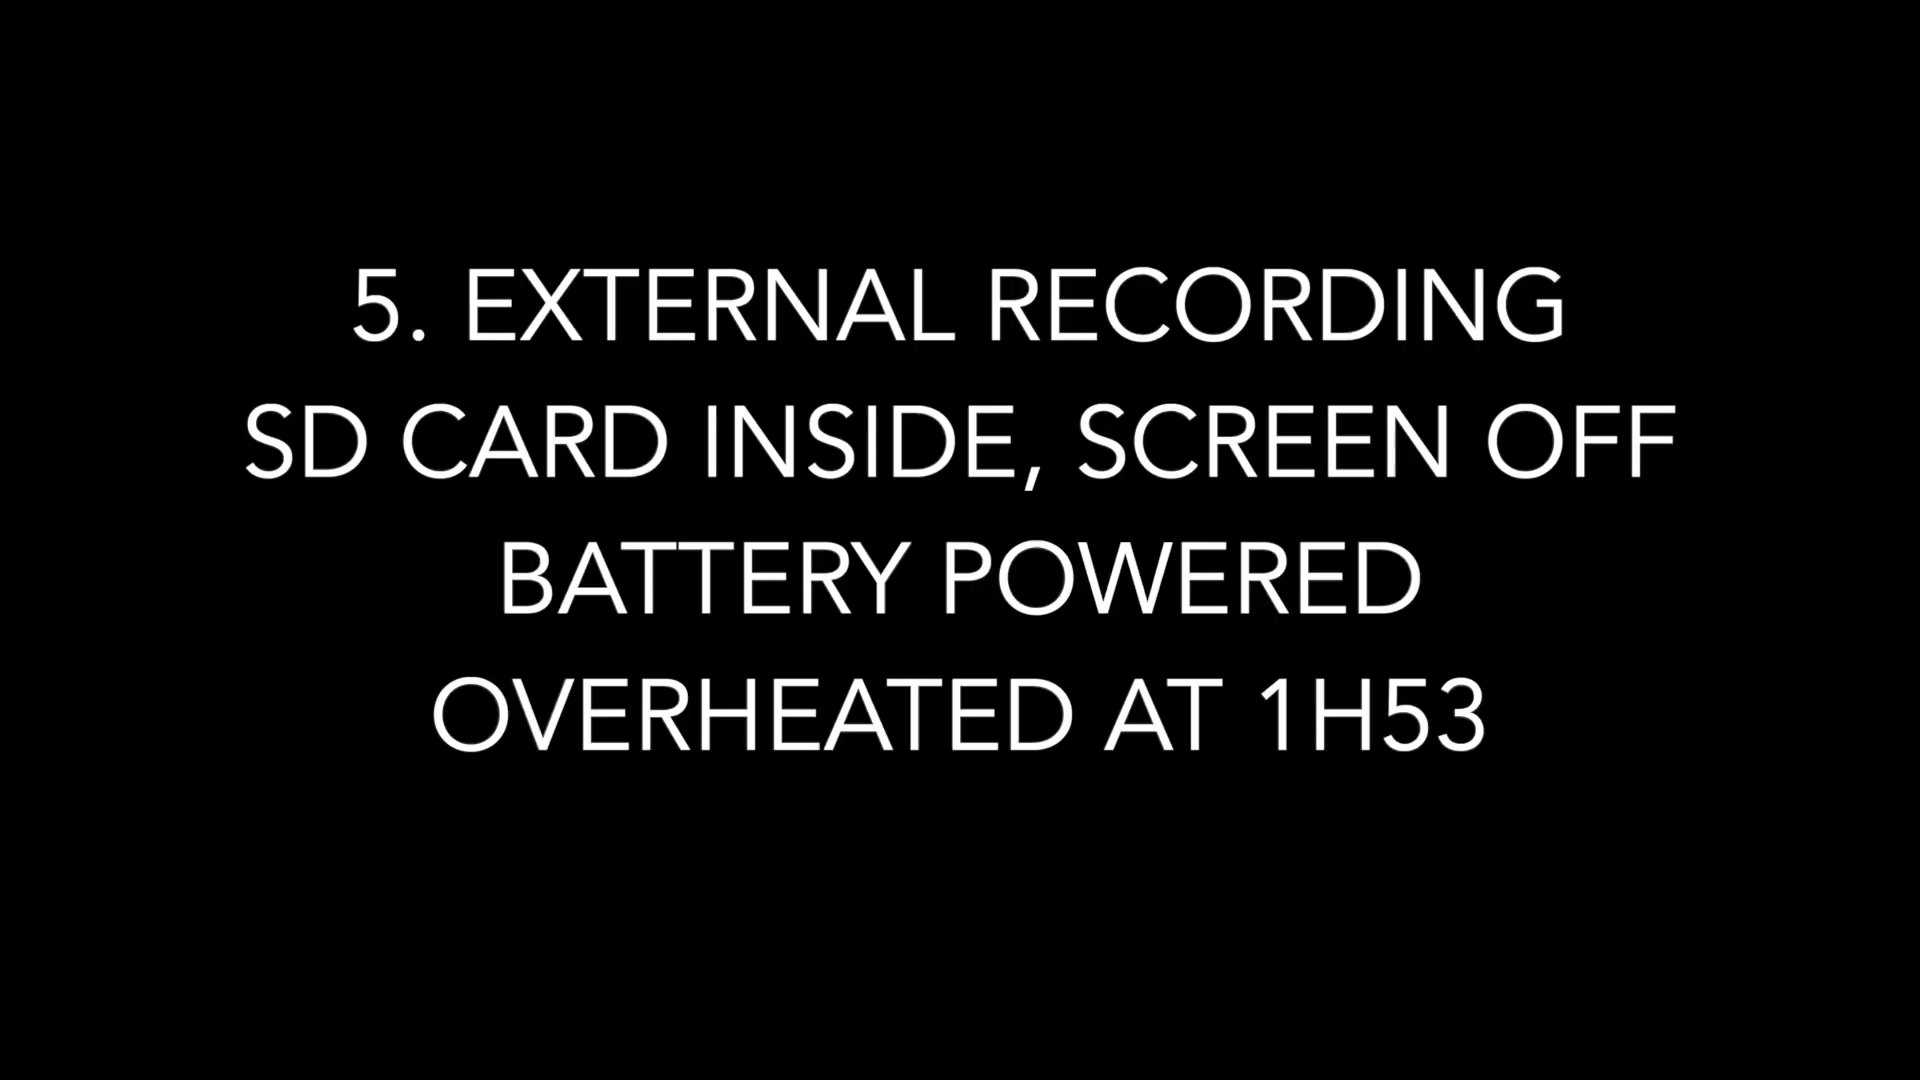 5. EXTERNAL RECORDING
SD CARD INSIDE, SCREEN OFF
BATTERY POWERED
OVERHEATED AT 1H53